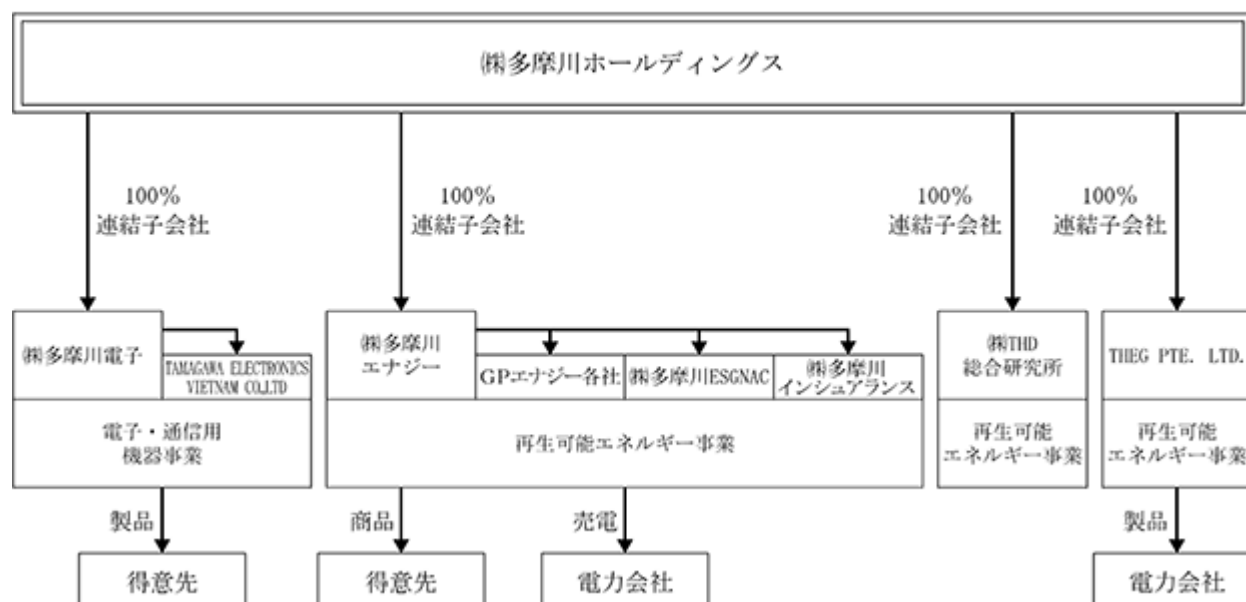 ㈱多摩川ホールディングス
100%
連結子会社
100%
連結子会社
100%
連結子会社
100%
連結子会社
㈱多摩川電子
TAMAGAWA ELECTRONICS
VIETNAM CO.,LTD
㈱多摩川
エナジー
GPエナジー各社
㈱多摩川ESGNAC
㈱多摩川
インシュアランス
㈱THD
総合研究所
THEG PTE. LTD.
電子・通信用
機器事業
再生可能エネルギー事業
再生可能
エネルギー事業
再生可能
エネルギー事業
製品
商品
売電
製品
得意先
得意先
電力会社
電力会社